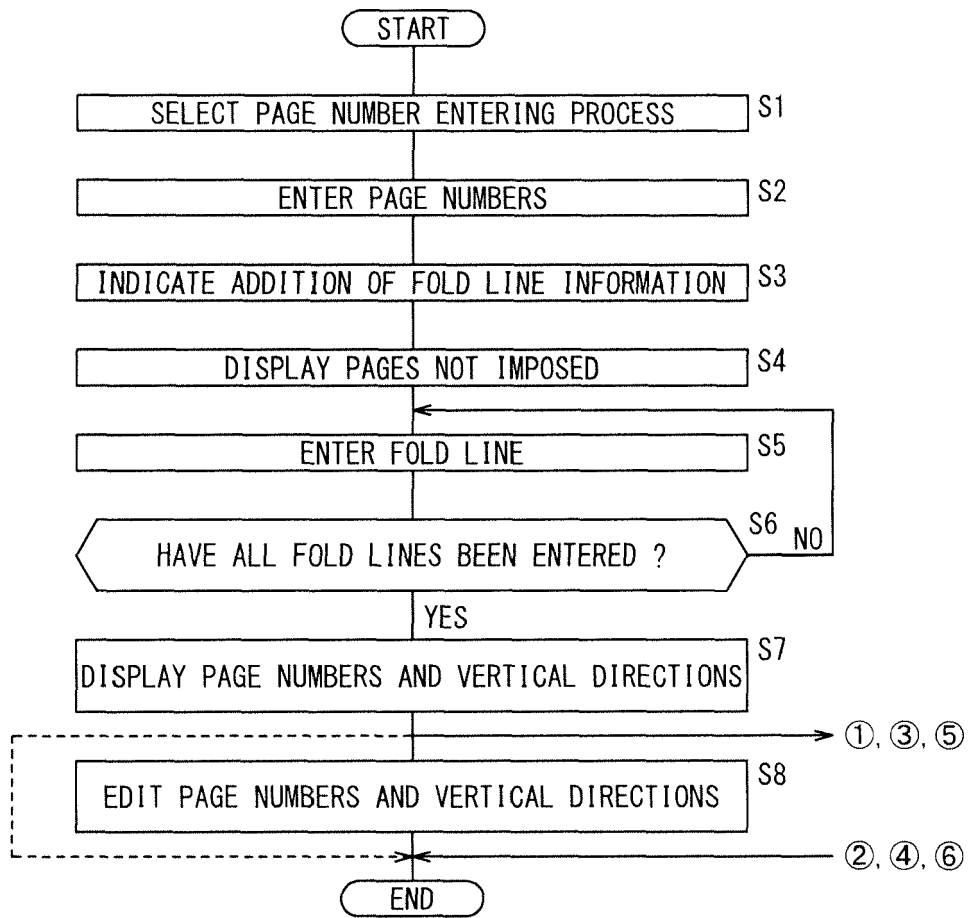 START
SELECT PAGE NUMBER ENTERING PROCESS S1
ENTER PAGE NUMBERS S2
INDICATE ADDITION OF FOLD LINE INFORMATION S3
DISPLAY PAGES NOT IMPOSED S4
ENTER FOLD LINE S5
HAVE ALL FOLD LINES BEEN ENTERED ? S6 NO
YES
DISPLAY PAGE NUMBERS AND VERTICAL DIRECTIONS S7
①, ③, ⑤
EDIT PAGE NUMBERS AND VERTICAL DIRECTIONS S8
②, ④, ⑥
END